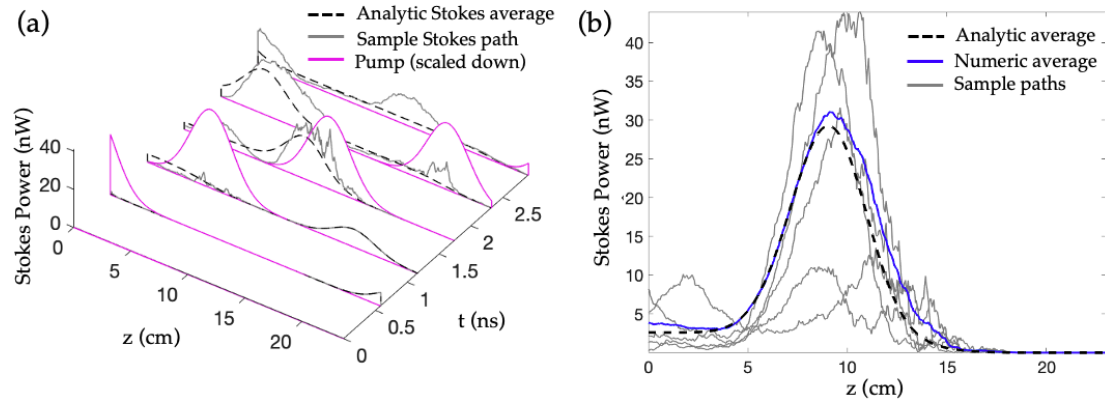 (a)
Analytic Stokes average
Sample Stokes path
Pump (scaled down)
Stokes Power (nW)
40
20
0
0
5
10
15
20
z (cm)
0
0.5
1
1.5
2
2.5
t (ns)
(b)
Analytic average
Numeric average
Sample paths
Stokes Power (nW)
40
35
30
25
20
15
10
5
0
5
10
15
20
z (cm)